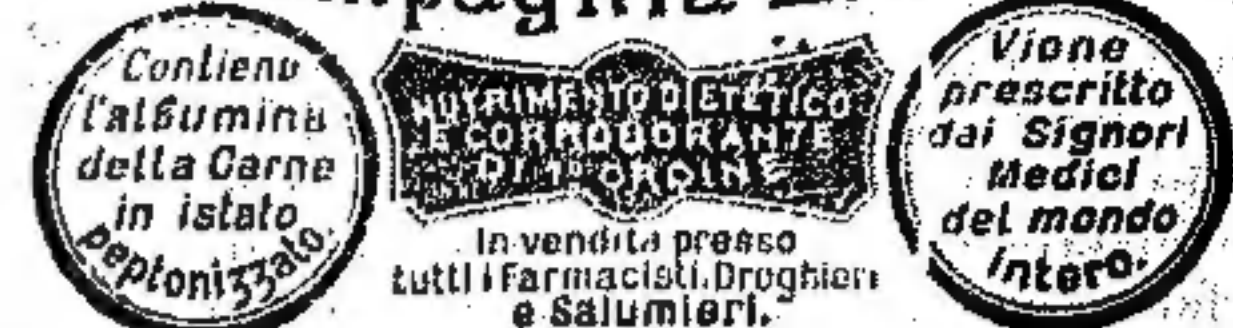 Contiene
l'albumina
della Carne
in istato
peptonizzato.
NUTRIMENTO DIETETICO
E CORROBORANTE
DI 1º ORDINE
In vendita presso
tutti i Farmacisti, Droghieri
e Salumieri.
Viene
prescritto
dai Signori
Medici
del mondo
intero.